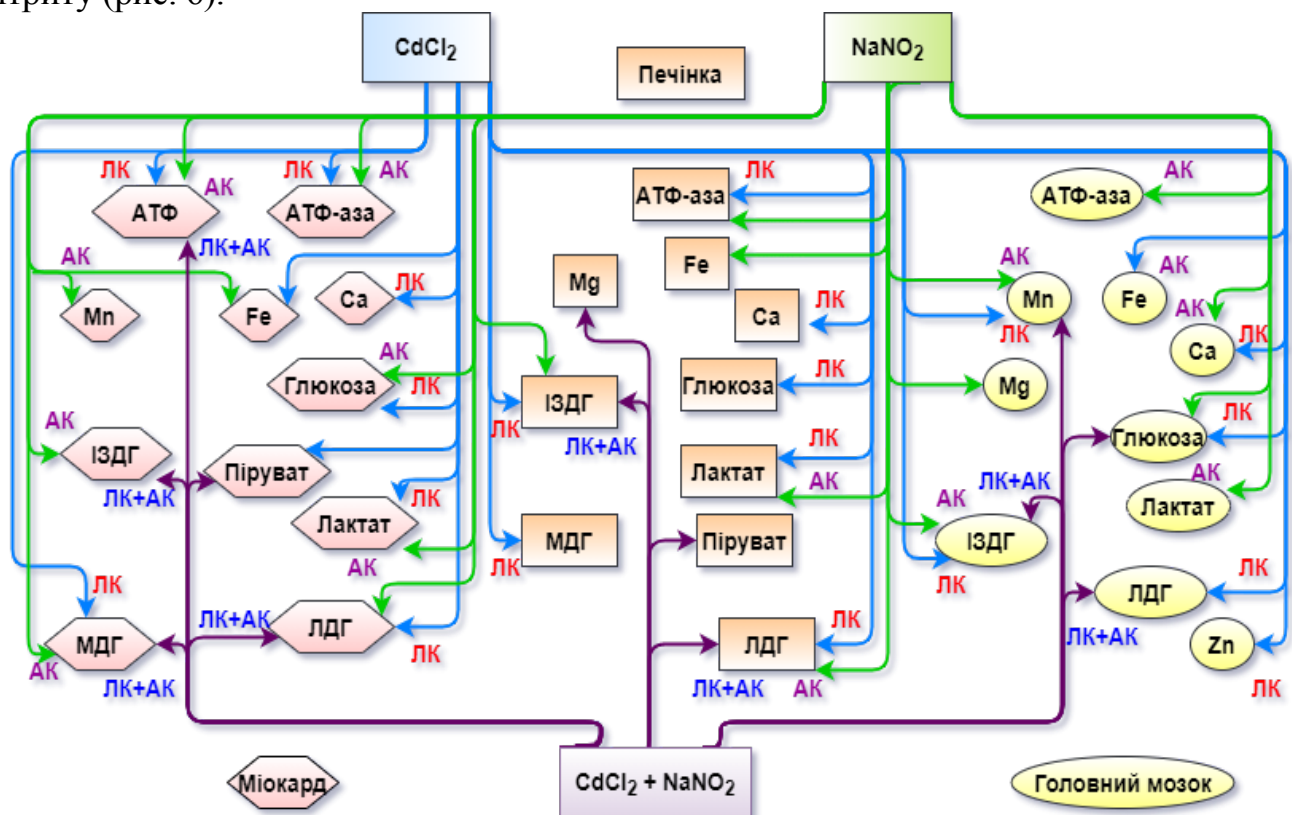 (рис. 6).
CdCl2
NaNO2
Печінка
ЛК
АК
ЛК
АК
АТФ
АТФ-аза
ЛК+АК
ЛК
АТФ-аза
АК
АТФ-аза
АК
Mn
Fe
Ca
ЛК
Mg
Fe
Ca
ЛК
АК
Mn
ЛК
АК
Fe
АК
Ca
ЛК
АК
Глюкоза
ЛК
ІЗДГ
ЛК
ЛК+АК
Глюкоза
ЛК
Mg
ЛК
Глюкоза
АК
ІЗДГ
ЛК+АК
Піруват
Лактат
ЛК
АК
ЛК
Лактат
АК
ЛК+АК
АК
ІЗДГ
ЛК
АК
Лактат
МДГ
ЛК
Піруват
ЛК
МДГ
АК
ЛК+АК
ЛК+АК
ЛДГ
ЛК
ЛК
ЛДГ
ЛК+АК
АК
ЛК
ЛДГ
ЛК+АК
Zn
ЛК
Міокард
CdCl2 + NaNO2
Головний мозок